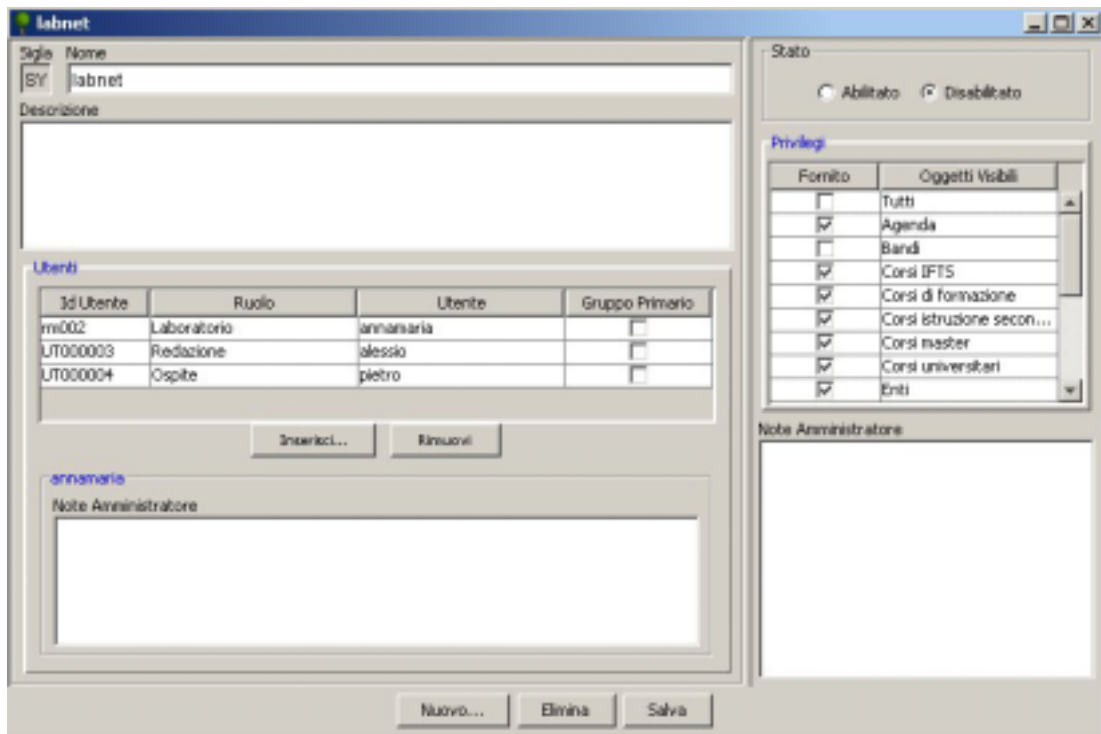 labnet
Sigla Nome
SY labnet
Descrizione
Utenti
Id Utente Ruolo Utente Gruppo Primario
rm002 Laboratorio annamaria
UT000003 Redazione alessio
UT000004 Ospite pietro
Inserisci... Rimuovi
annamaria
Note Amministratore
Stato
Abilitato Disabilitato
Privilegi
Fornito Oggetti Visibili
Tutti
Agenda
Bandi
Corsi IFTS
Corsi di formazione
Corsi istruzione secon...
Corsi master
Corsi universitari
Enti
Note Amministratore
Nuovo... Elimina Salva